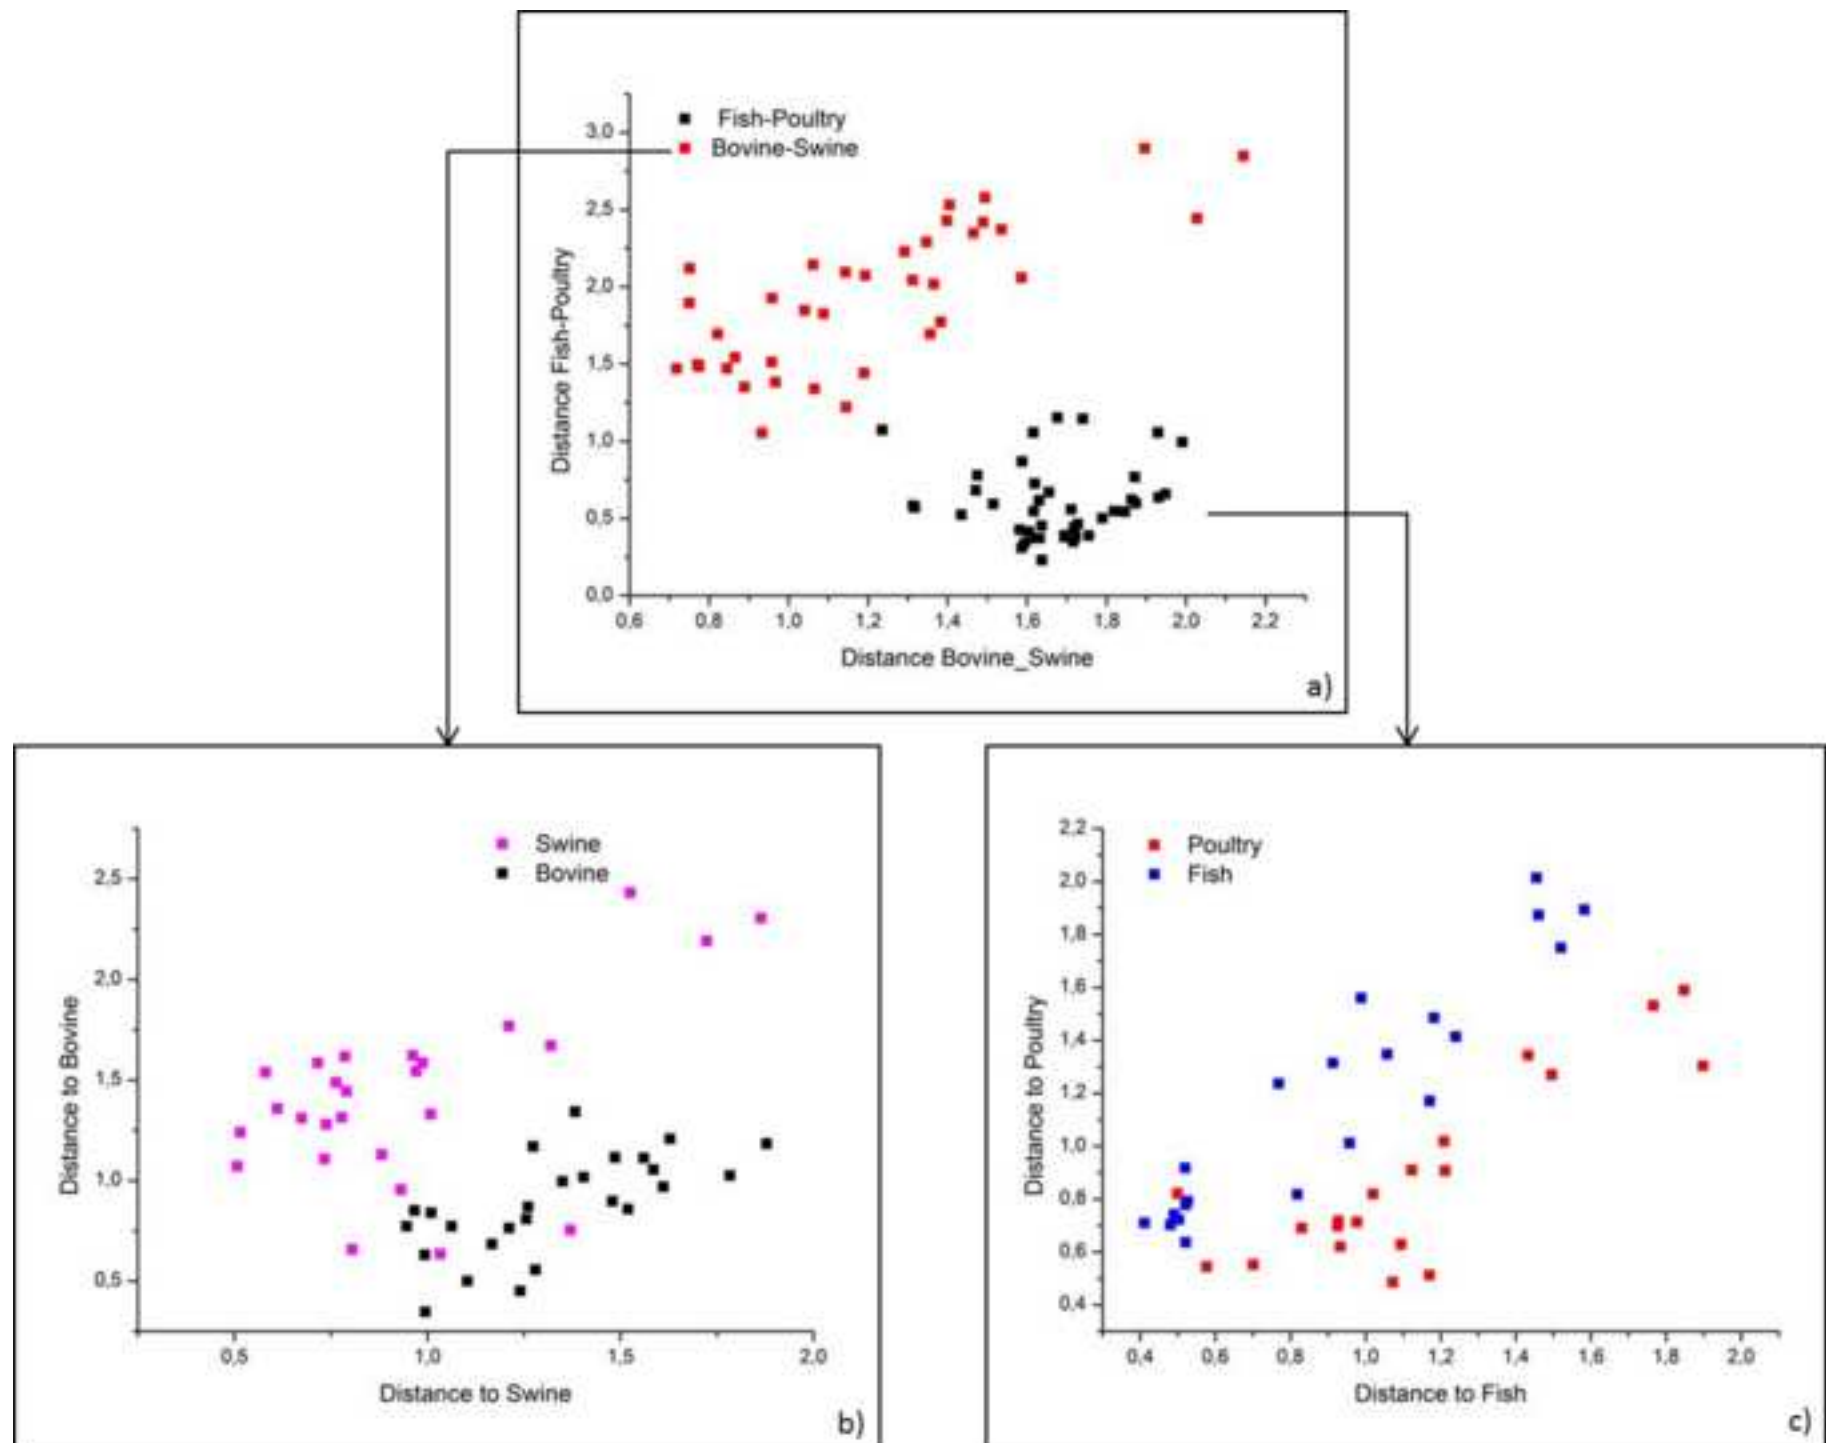 Fish-Poultry
Bovine-Swine
3.0
2.5
2.0
1.5
1.0
0.5
0.0
0,6 0,8 1,0 1,2 1,4 1,6 1,8 2,0 2,2
Distance Fish-Poultry
Distance Bovine_Swine
a)
Swine
Bovine
2.5
2.0
1.5
1.0
0.5
0,5 1,0 1,5 2,0
Distance to Bovine
Distance to Swine
b)
Poultry
Fish
2,2
2,0
1,8
1,6
1,4
1,2
1,0
0,8
0,6
0,4
0,4 0,6 0,8 1,0 1,2 1,4 1,6 1,8 2,0
Distance to Poultry
Distance to Fish
c)